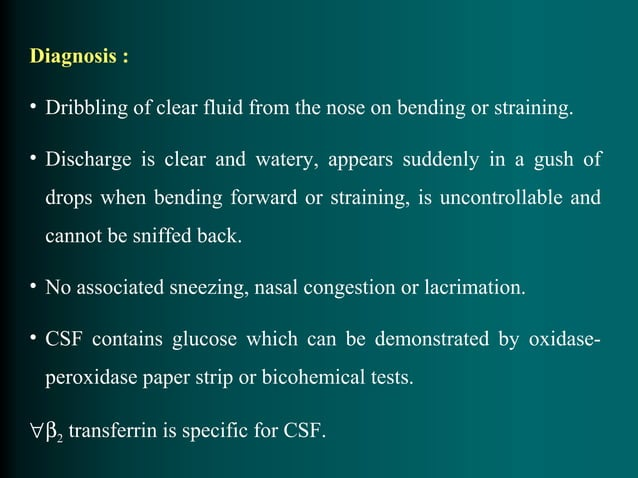 Diagnosis :
• Dribbling of clear fluid from the nose on bending or straining.
• Discharge is clear and watery, appears suddenly in a gush of
drops when bending forward or straining, is uncontrollable and
cannot be sniffed back.
• No associated sneezing, nasal congestion or lacrimation.
• CSF contains glucose which can be demonstrated by oxidase-
peroxidase paper strip or bicohemical tests.
∀β₂ transferrin is specific for CSF.